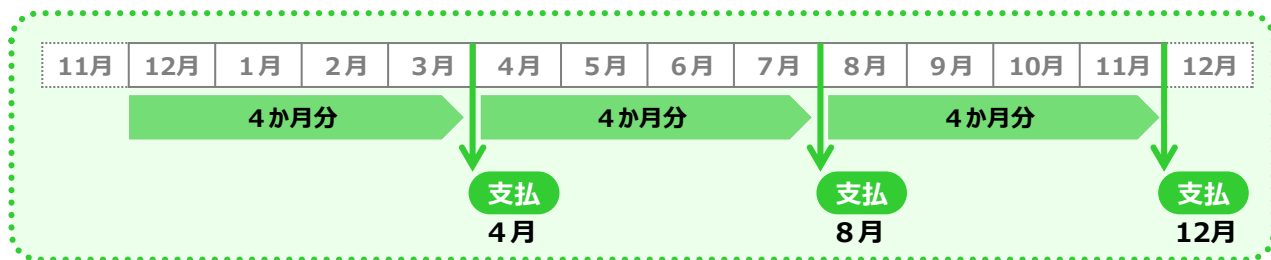 11月 12月 1月 2月 3月 4月 5月 6月 7月 8月 9月 10月 11月 12月
4か月分 4か月分 4か月分
支払 支払 支払
4月 8月 12月